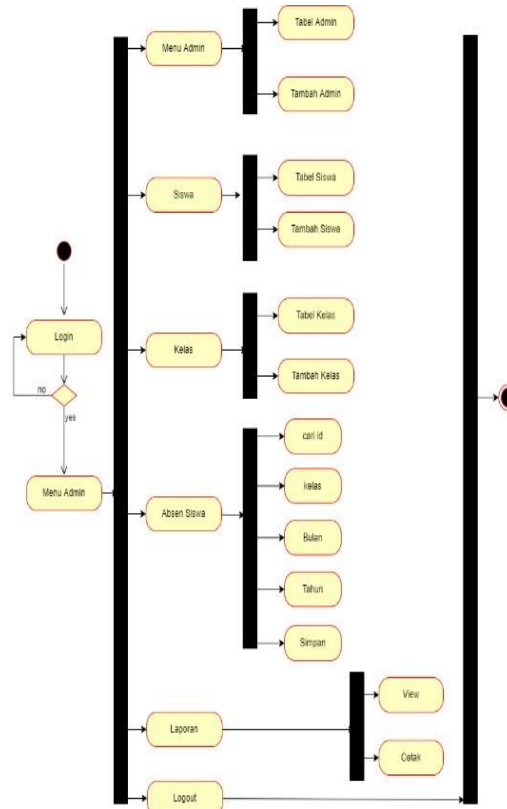 Tabel Admin
Menu Admin
Tambah Admin
Tabel Siswa
Siswa
Tambah Siswa
Tabel Kelas
Login
Kelas
Tambah Kelas
no
yes
cari id
kelas
Menu Admin
Absen Siswa
Bulan
Tahun
Simpan
View
Laporan
Cetak
Logout